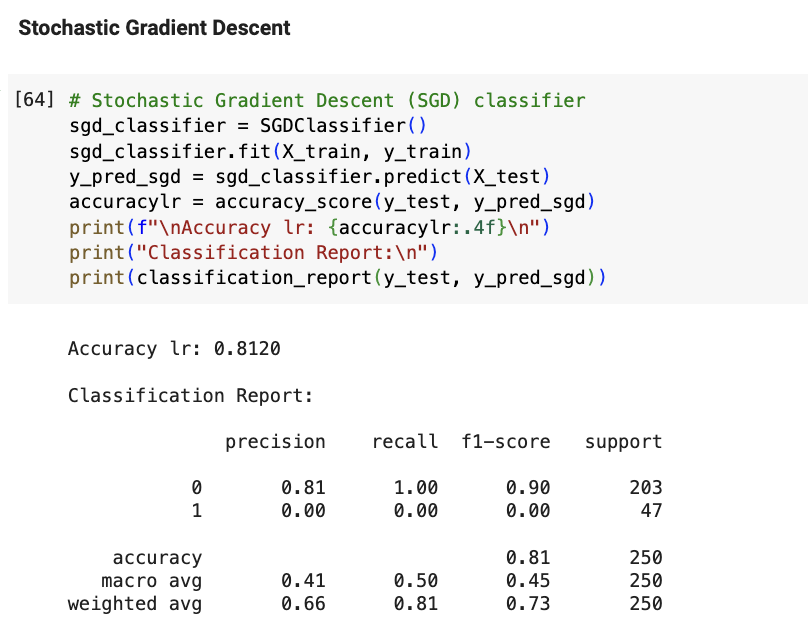 Stochastic Gradient Descent
[64] # Stochastic Gradient Descent (SGD) classifier
sgd_classifier = SGDClassifier()
sgd_classifier.fit(X_train, y_train)
y_pred_sgd = sgd_classifier.predict(X_test)
accuracylr = accuracy_score(y_test, y_pred_sgd)
print(f"\nAccuracy lr: {accuracylr:.4f}\n")
print("Classification Report:\n")
print(classification_report(y_test, y_pred_sgd))
Accuracy lr: 0.8120
Classification Report:
precision recall f1-score support
0 0.81 1.00 0.90 203
1 0.00 0.00 0.00 47
accuracy 0.81 250
macro avg 0.41 0.50 0.45 250
weighted avg 0.66 0.81 0.73 250